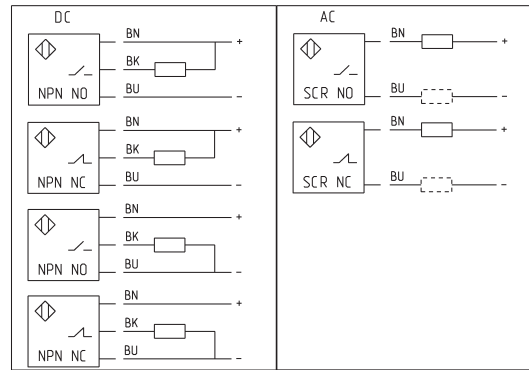 DC
BN
+
BK
NPN NO
BU
-
BN
+
BK
NPN NC
BU
-
BN
+
BK
NPN NO
BU
-
BN
+
BK
NPN NC
BU
-
AC
BN
+
SCR NO
BU
-
BN
+
SCR NC
BU
-